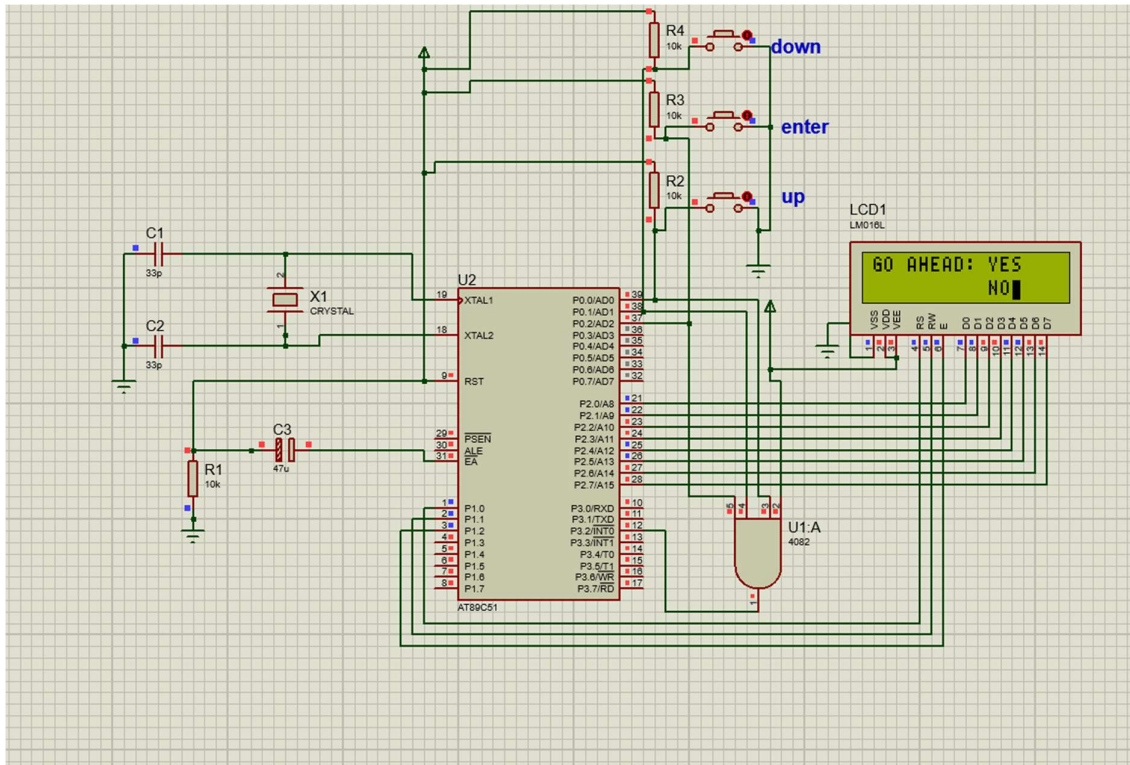 R4
10k
down
R3
10k
enter
R2
10k
up
LCD1
LM016L
GO AHEAD: YES
NO
VSS
VDD
VEE
RS
RW
E
D0
D1
D2
D3
D4
D5
D6
D7
1
2
3
4
5
6
7
8
9
10
11
12
13
14
C1
33p
C2
33p
X1
CRYSTAL
2
1
C3
47u
R1
10k
U2
19 XTAL1
18 XTAL2
9 RST
29 PSEN
30 ALE
31 EA
1 P1.0
2 P1.1
3 P1.2
4 P1.3
5 P1.4
6 P1.5
7 P1.6
8 P1.7
P0.0/AD0 39
P0.1/AD1 38
P0.2/AD2 37
P0.3/AD3 36
P0.4/AD4 35
P0.5/AD5 34
P0.6/AD6 33
P0.7/AD7 32
P2.0/A8 21
P2.1/A9 22
P2.2/A10 23
P2.3/A11 24
P2.4/A12 25
P2.5/A13 26
P2.6/A14 27
P2.7/A15 28
P3.0/RXD 10
P3.1/TXD 11
P3.2/INT0 12
P3.3/INT1 13
P3.4/T0 14
P3.5/T1 15
P3.6/WR 16
P3.7/RD 17
AT89C51
5
4
3
2
U1:A
4082
1